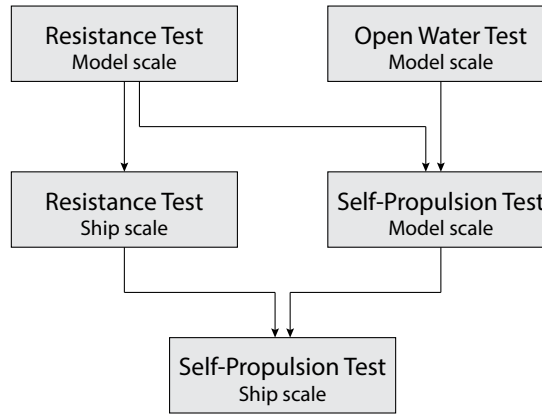 Resistance Test
Model scale
Open Water Test
Model scale
Resistance Test
Ship scale
Self-Propulsion Test
Model scale
Self-Propulsion Test
Ship scale